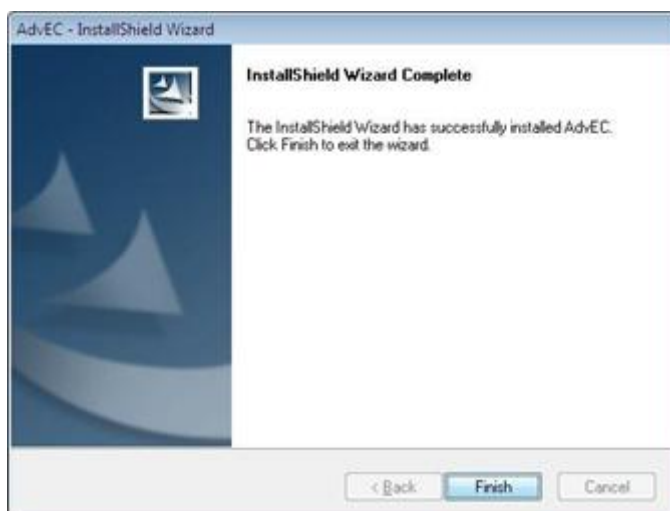 AdvEC - InstallShield Wizard
InstallShield Wizard Complete
The InstallShield Wizard has successfully installed AdvEC.
Click Finish to exit the wizard.
< Back
Finish
Cancel